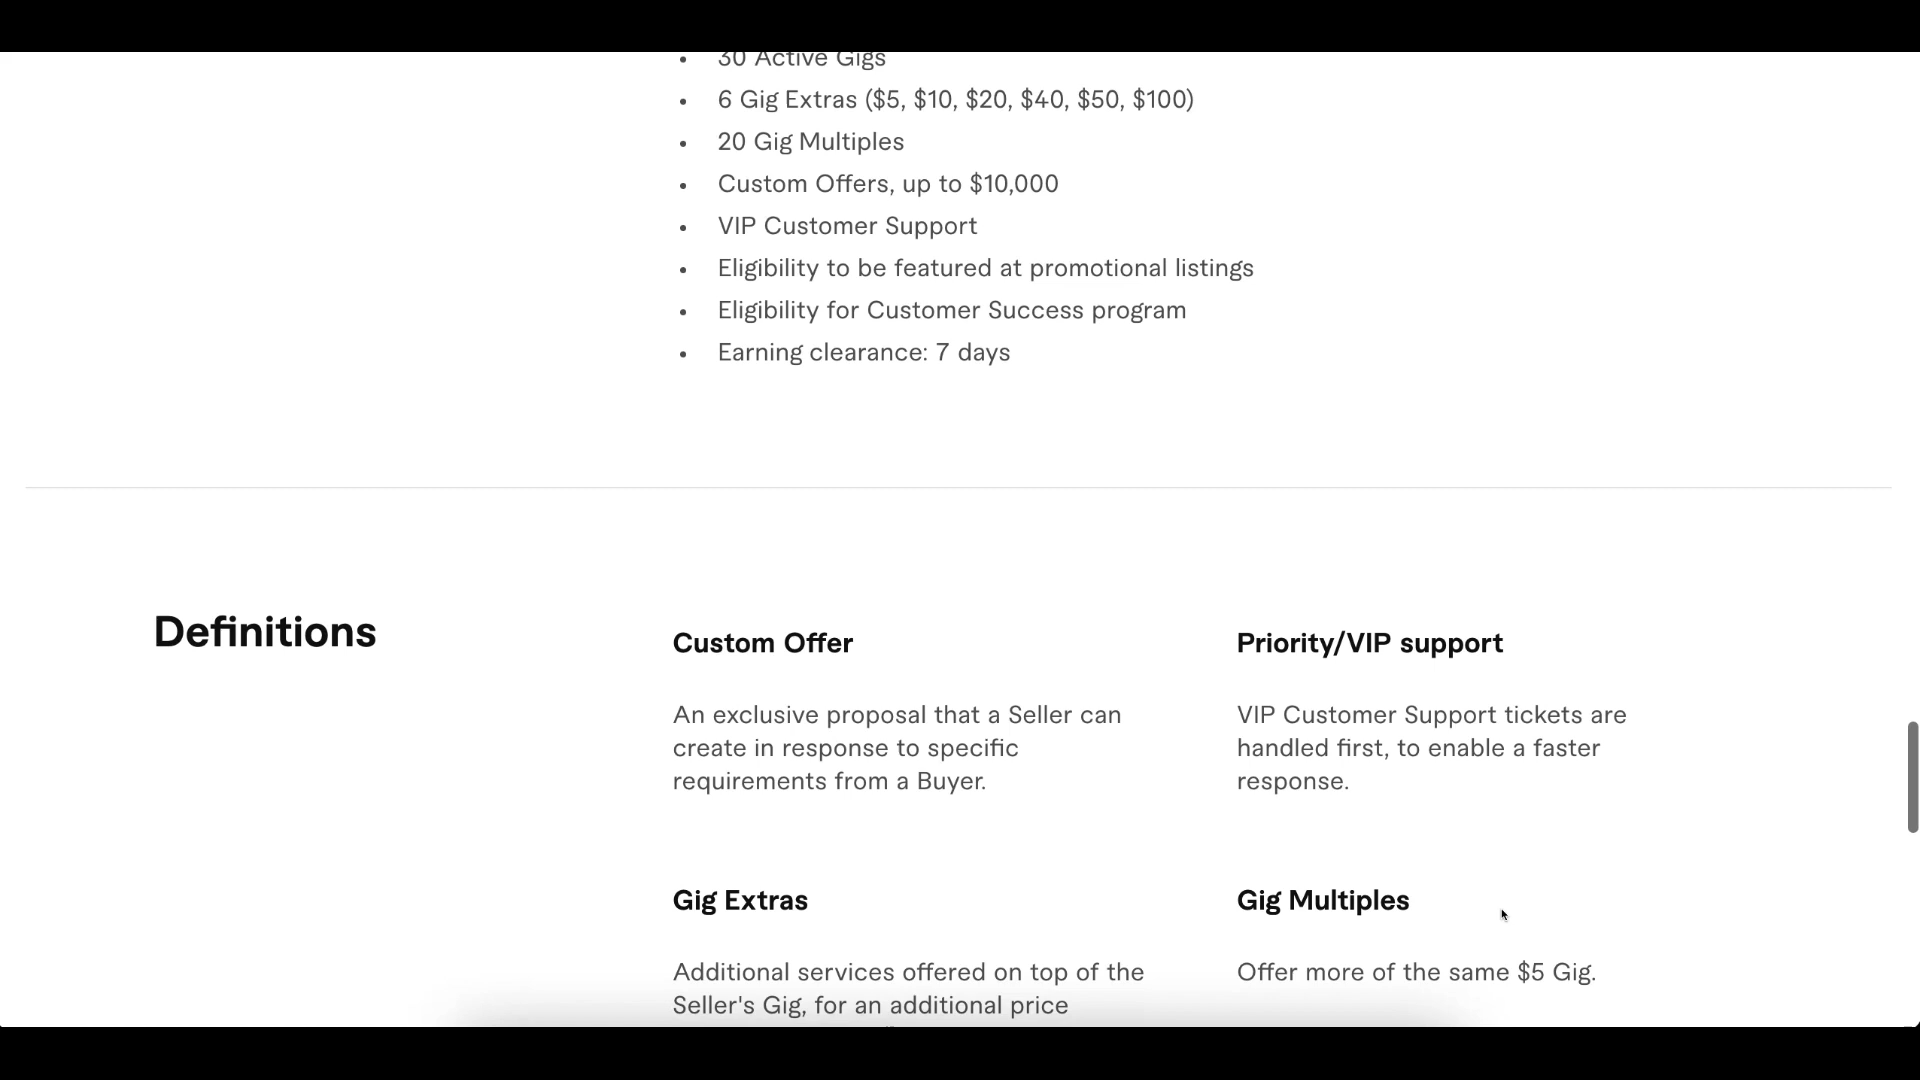 30 Active Gigs
6 Gig Extras ($5, $10, $20, $40, $50, $100)
20 Gig Multiples
Custom Offers, up to $10,000
VIP Customer Support
Eligibility to be featured at promotional listings
Eligibility for Customer Success program
Earning clearance: 7 days
Definitions
Custom Offer
An exclusive proposal that a Seller can
create in response to specific
requirements from a Buyer.
Priority/VIP support
VIP Customer Support tickets are
handled first, to enable a faster
response.
Gig Extras
Additional services offered on top of the
Seller's Gig, for an additional price
Gig Multiples
Offer more of the same $5 Gig.